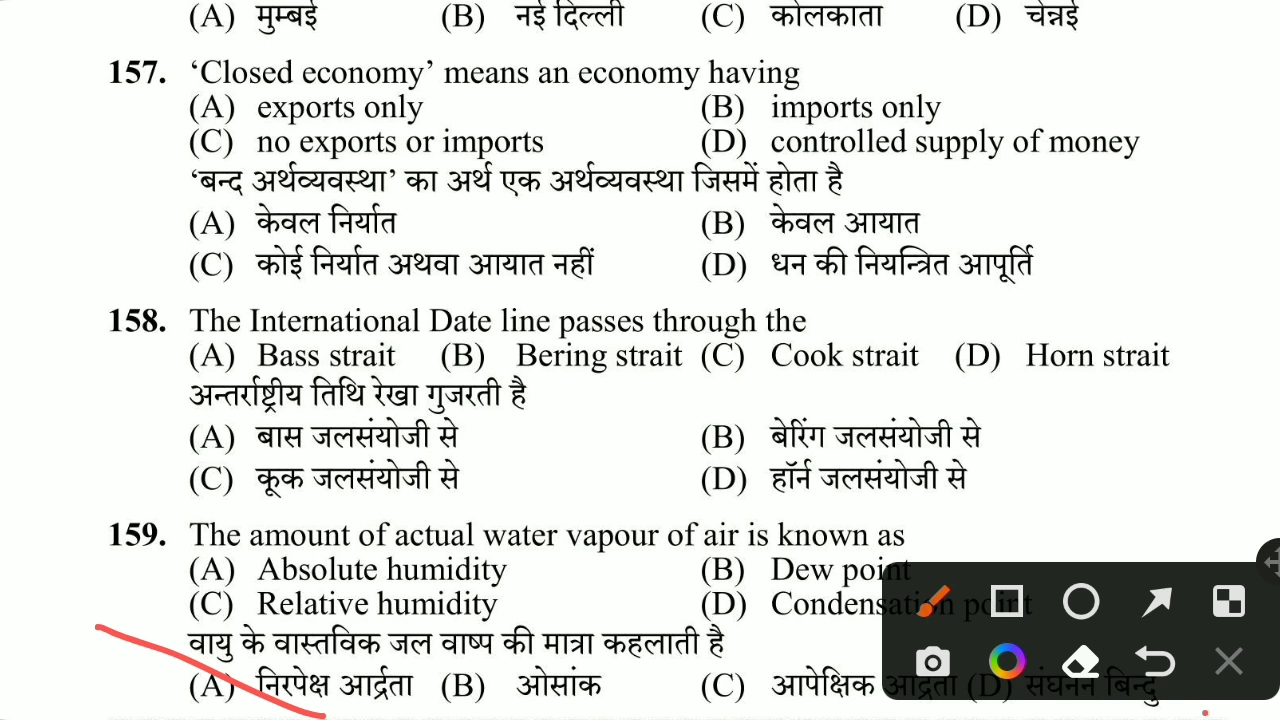 (A) मुम्बई (B) नई दिल्ली (C) कोलकाता (D) चेन्नई
157. ‘Closed economy’ means an economy having
(A) exports only (B) imports only
(C) no exports or imports (D) controlled supply of money
‘बन्द अर्थव्यवस्था’ का अर्थ एक अर्थव्यवस्था जिसमें होता है
(A) केवल निर्यात (B) केवल आयात
(C) कोई निर्यात अथवा आयात नहीं (D) धन की नियन्त्रित आपूर्ति
158. The International Date line passes through the
(A) Bass strait (B) Bering strait (C) Cook strait (D) Horn strait
अन्तर्राष्ट्रीय तिथि रेखा गुजरती है
(A) बास जलसंयोजी से (B) बेरिंग जलसंयोजी से
(C) कूक जलसंयोजी से (D) हॉर्न जलसंयोजी से
159. The amount of actual water vapour of air is known as
(A) Absolute humidity (B) Dew point
(C) Relative humidity (D) Condensation point
वायु के वास्तविक जल वाष्प की मात्रा कहलाती है
(A) निरपेक्ष आर्द्रता (B) ओसांक (C) आपेक्षिक आर्द्रता (D) संघनन बिन्दु